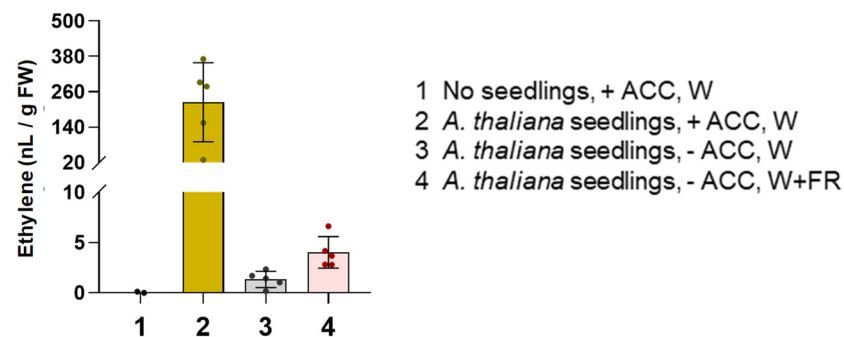 Ethylene (nL / g FW)
500
380
260
140
20
10
5
0
1
2
3
4
1 No seedlings, + ACC, W
2 A. thaliana seedlings, + ACC, W
3 A. thaliana seedlings, - ACC, W
4 A. thaliana seedlings, - ACC, W+FR